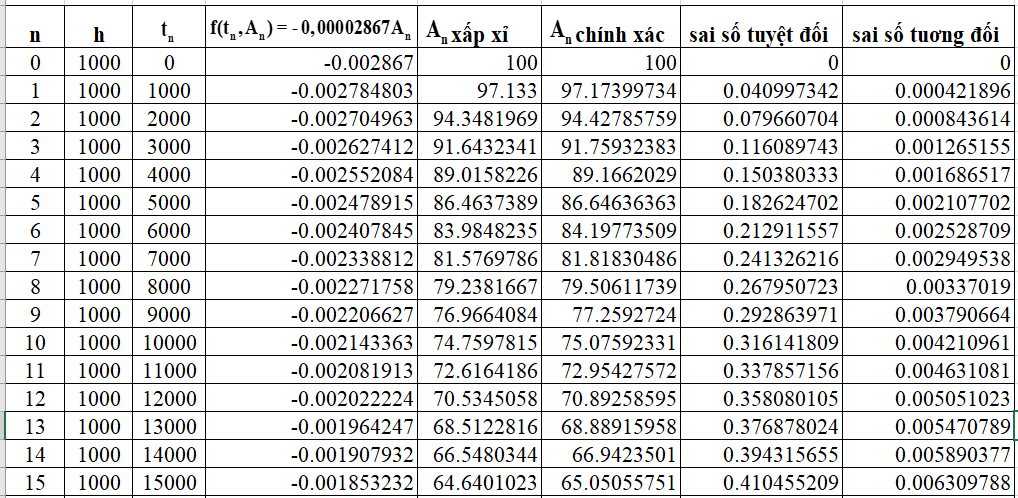 n h tₙ f(tₙ,Aₙ) = - 0,00002867Aₙ Aₙ xấp xỉ Aₙ chính xác sai số tuyệt đối sai số tuơng đối
0 1000 0 -0.002867 100 100 0 0
1 1000 1000 -0.002784803 97.133 97.17399734 0.040997342 0.000421896
2 1000 2000 -0.002704963 94.3481969 94.42785759 0.079660704 0.000843614
3 1000 3000 -0.002627412 91.6432341 91.75932383 0.116089743 0.001265155
4 1000 4000 -0.002552084 89.0158226 89.1662029 0.150380333 0.001686517
5 1000 5000 -0.002478915 86.4637389 86.64636363 0.182624702 0.002107702
6 1000 6000 -0.002407845 83.9848235 84.19773509 0.212911557 0.002528709
7 1000 7000 -0.002338812 81.5769786 81.81830486 0.241326216 0.002949538
8 1000 8000 -0.002271758 79.2381667 79.50611739 0.267950723 0.00337019
9 1000 9000 -0.002206627 76.9664084 77.2592724 0.292863971 0.003790664
10 1000 10000 -0.002143363 74.7597815 75.07592331 0.316141809 0.004210961
11 1000 11000 -0.002081913 72.6164186 72.95427572 0.337857156 0.004631081
12 1000 12000 -0.002022224 70.5345058 70.89258595 0.358080105 0.005051023
13 1000 13000 -0.001964247 68.5122816 68.88915958 0.376878024 0.005470789
14 1000 14000 -0.001907932 66.5480344 66.9423501 0.394315655 0.005890377
15 1000 15000 -0.001853232 64.6401023 65.05055751 0.410455209 0.006309788